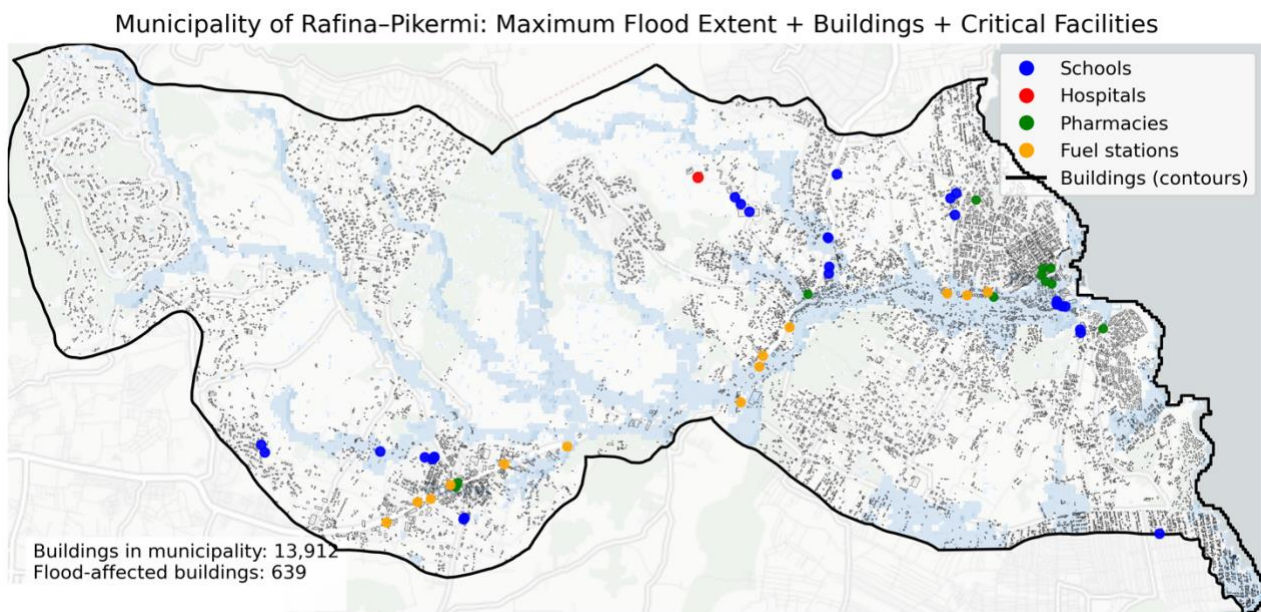 Municipality of Rafina–Pikermi: Maximum Flood Extent + Buildings + Critical Facilities
Schools
Hospitals
Pharmacies
Fuel stations
Buildings (contours)
Buildings in municipality: 13,912
Flood-affected buildings: 639